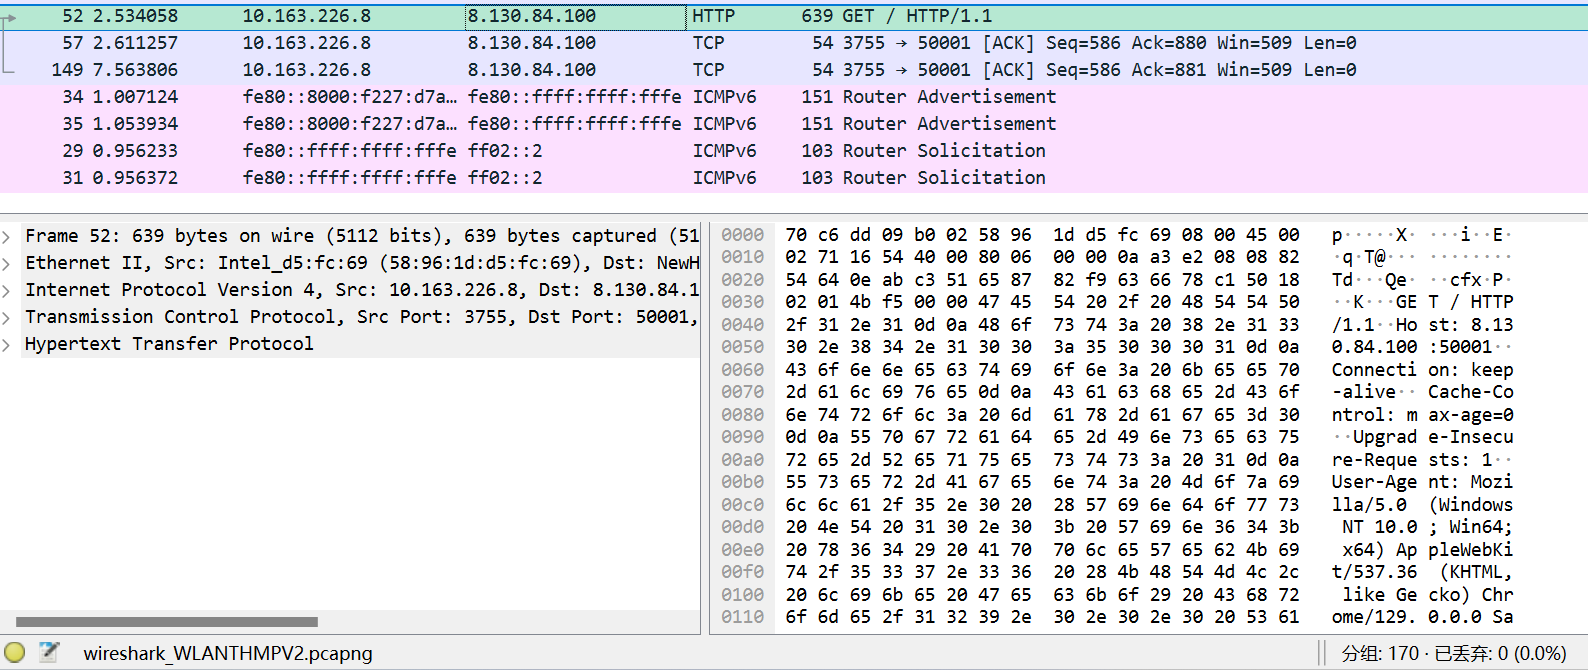 52 2.534058 10.163.226.8 8.130.84.100 HTTP 639 GET / HTTP/1.1
57 2.611257 10.163.226.8 8.130.84.100 TCP 54 3755 → 50001 [ACK] Seq=586 Ack=880 Win=509 Len=0
149 7.563806 10.163.226.8 8.130.84.100 TCP 54 3755 → 50001 [ACK] Seq=586 Ack=881 Win=509 Len=0
34 1.007124 fe80::8000:f227:d7a… fe80::ffff:ffff:fffe ICMPv6 151 Router Advertisement
35 1.053934 fe80::8000:f227:d7a… fe80::ffff:ffff:fffe ICMPv6 151 Router Advertisement
29 0.956233 fe80::ffff:ffff:fffe ff02::2 ICMPv6 103 Router Solicitation
31 0.956372 fe80::ffff:ffff:fffe ff02::2 ICMPv6 103 Router Solicitation
Frame 52: 639 bytes on wire (5112 bits), 639 bytes captured (51
Ethernet II, Src: Intel_d5:fc:69 (58:96:1d:d5:fc:69), Dst: NewH
Internet Protocol Version 4, Src: 10.163.226.8, Dst: 8.130.84.1
Transmission Control Protocol, Src Port: 3755, Dst Port: 50001,
Hypertext Transfer Protocol
0000 70 c6 dd 09 b0 02 58 96 1d d5 fc 69 08 00 45 00 p·····X· ···i··E·
0010 02 71 16 54 40 00 80 06 00 00 0a a3 e2 08 08 82 ·q·T@··· ········
0020 54 64 0e ab c3 51 65 87 82 f9 63 66 78 c1 50 18 Td···Qe· ··cfx·P·
0030 02 01 4b f5 00 00 47 45 54 20 2f 20 48 54 54 50 ··K···GE T / HTTP
0040 2f 31 2e 31 0d 0a 48 6f 73 74 3a 20 38 2e 31 33 /1.1··Ho st: 8.13
0050 30 2e 38 34 2e 31 30 30 3a 35 30 30 30 31 0d 0a 0.84.100 :50001··
0060 43 6f 6e 6e 65 63 74 69 6f 6e 3a 20 6b 65 65 70 Connecti on: keep
0070 2d 61 6c 69 76 65 0d 0a 43 61 63 68 65 2d 43 6f -alive·· Cache-Co
0080 6e 74 72 6f 6c 3a 20 6d 61 78 2d 61 67 65 3d 30 ntrol: m ax-age=0
0090 0d 0a 55 70 67 72 61 64 65 2d 49 6e 73 65 63 75 ··Upgrad e-Insecu
00a0 72 65 2d 52 65 71 75 65 73 74 73 3a 20 31 0d 0a re-Reque sts: 1··
00b0 55 73 65 72 2d 41 67 65 6e 74 3a 20 4d 6f 7a 69 User-Age nt: Mozi
00c0 6c 6c 61 2f 35 2e 30 20 28 57 69 6e 64 6f 77 73 lla/5.0 (Windows
00d0 20 4e 54 20 31 30 2e 30 3b 20 57 69 6e 36 34 3b NT 10.0 ; Win64;
00e0 20 78 36 34 29 20 41 70 70 6c 65 57 65 62 4b 69 x64) Ap pleWebKi
00f0 74 2f 35 33 37 2e 33 36 20 28 4b 48 54 4d 4c 2c t/537.36 (KHTML,
0100 20 6c 69 6b 65 20 47 65 63 6b 6f 29 20 43 68 72 like Ge cko) Chr
0110 6f 6d 65 2f 31 32 39 2e 30 2e 30 2e 30 20 53 61 ome/129. 0.0.0 Sa
wireshark_WLANTHMPV2.pcapng 分组: 170 · 已丢弃: 0 (0.0%)